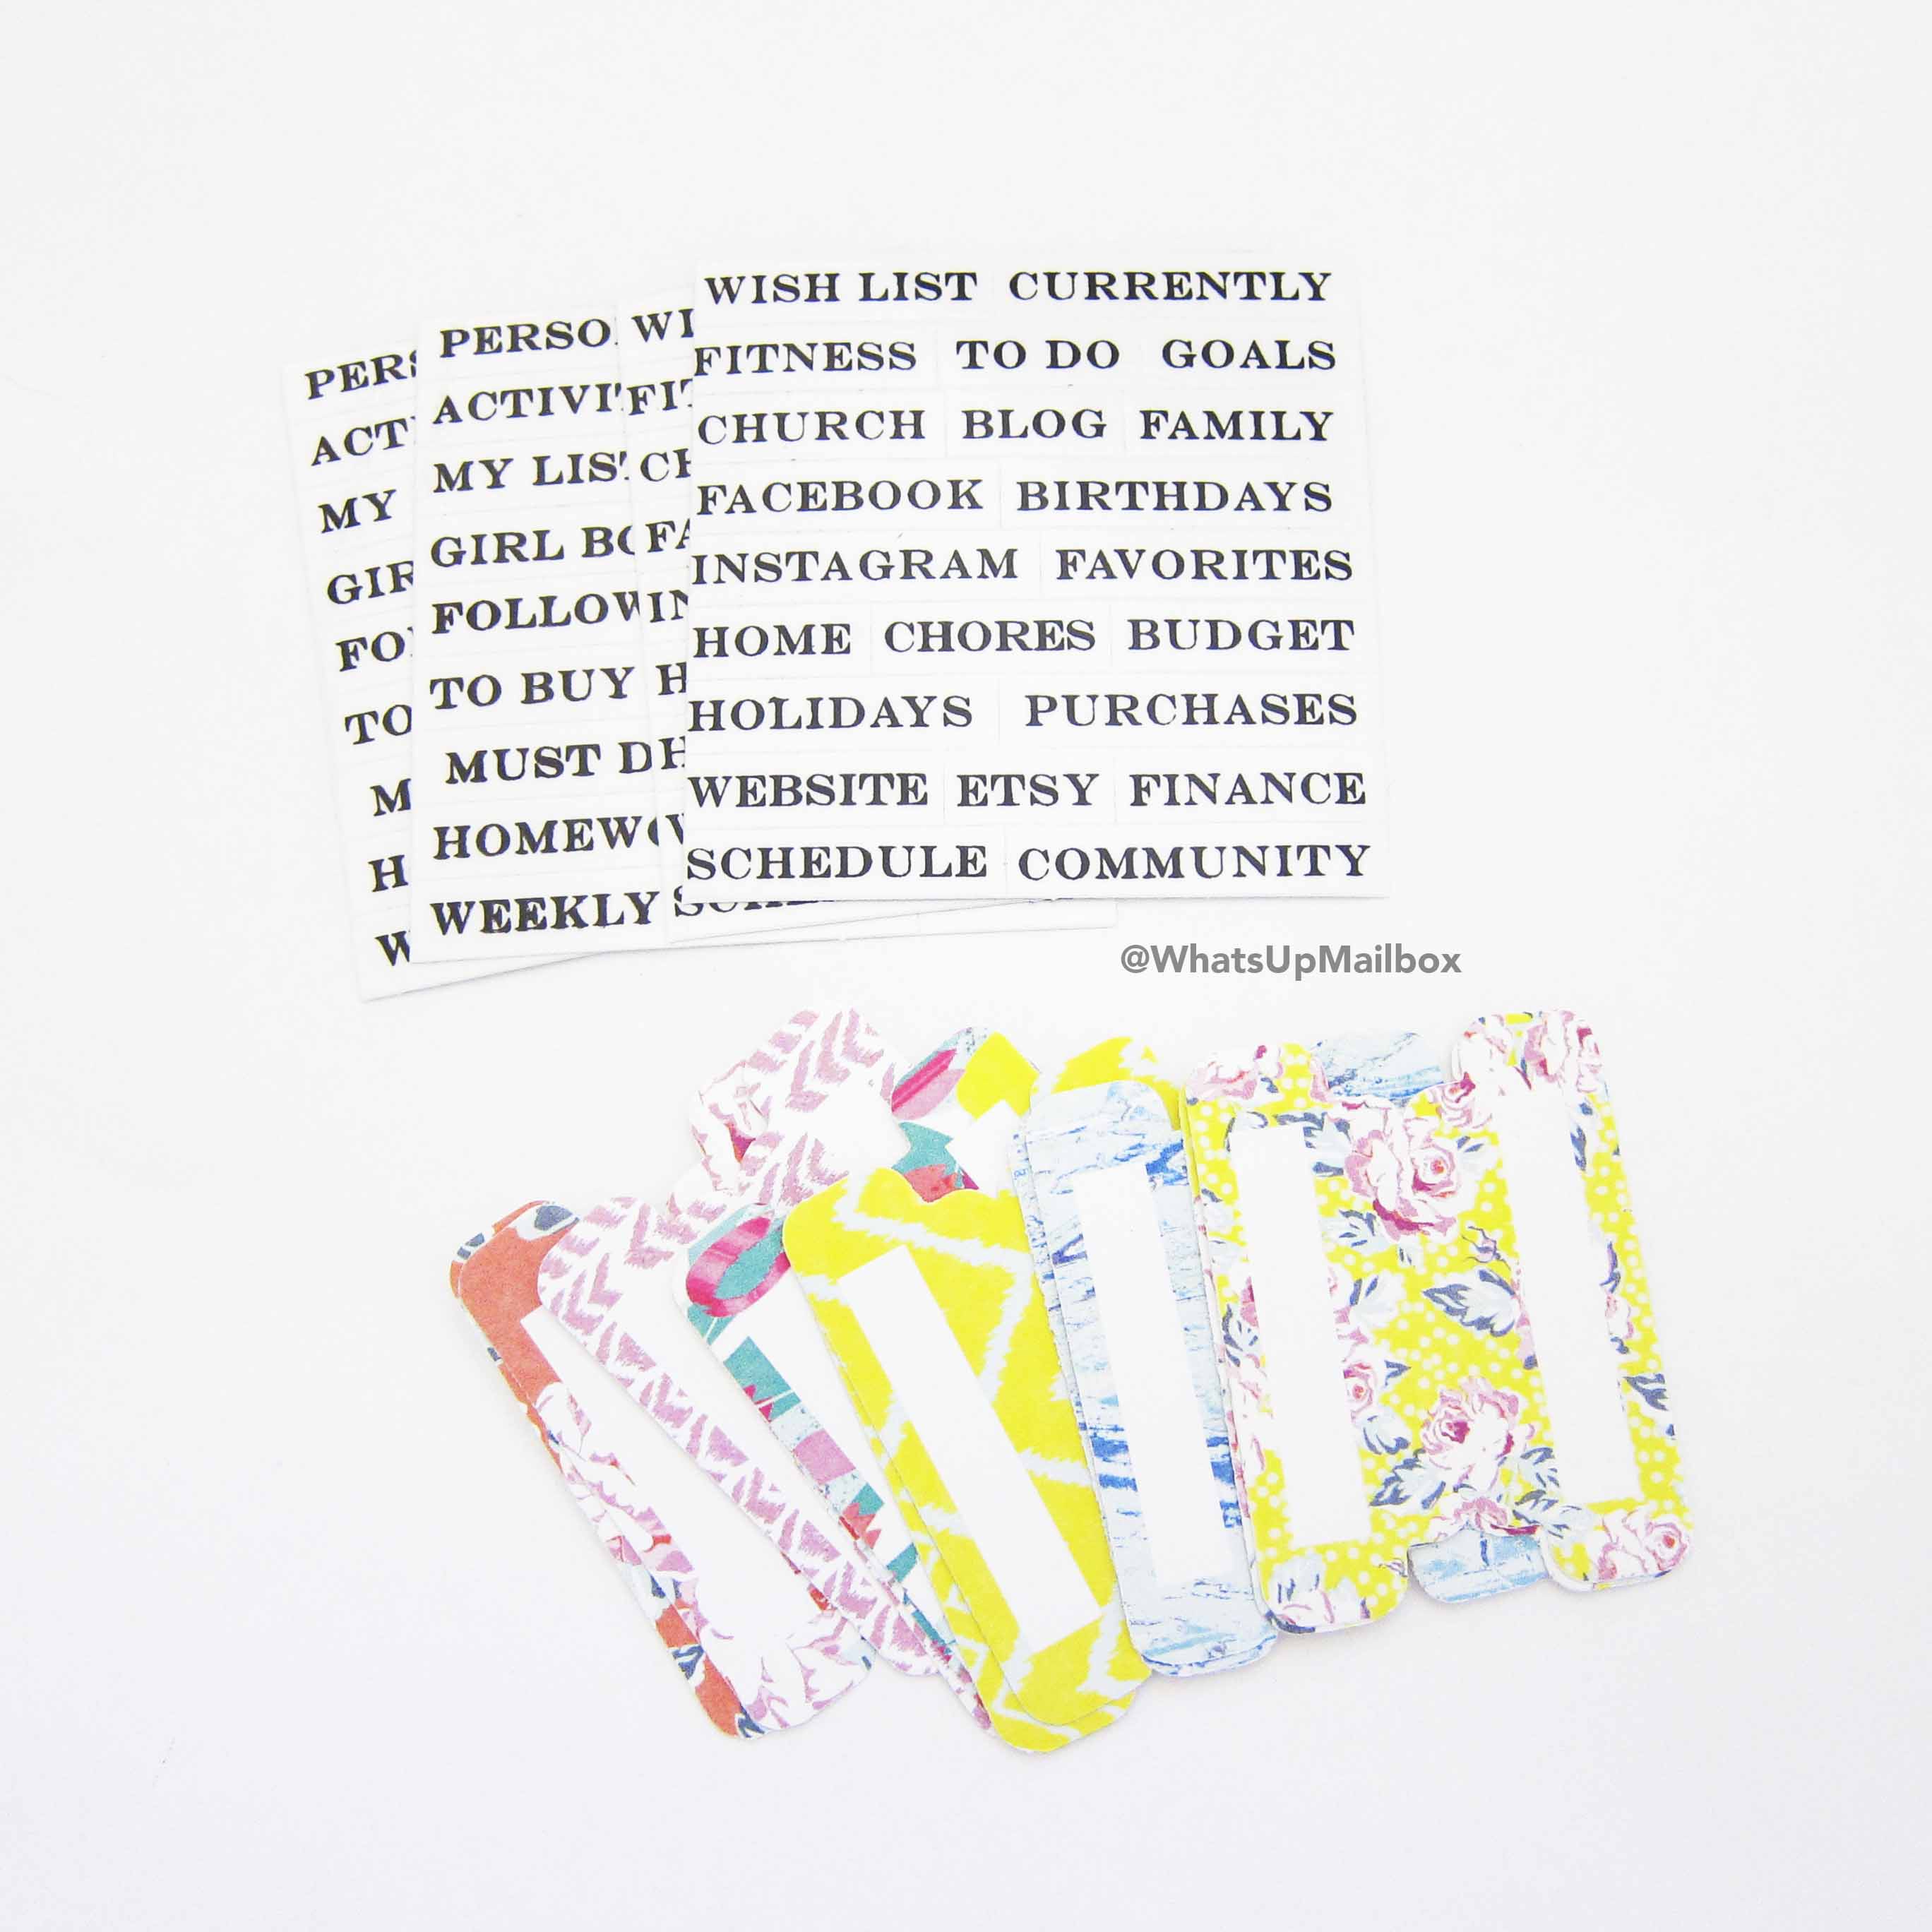 WISH LIST CURRENTLY
FITNESS TO DO GOALS
CHURCH BLOG FAMILY
FACEBOOK BIRTHDAYS
INSTAGRAM FAVORITES
HOME CHORES BUDGET
HOLIDAYS PURCHASES
WEBSITE ETSY FINANCE
SCHEDULE COMMUNITY
PERSO
ACTIVI
MY LIS
GIRL BO
FOLLOW
TO BUY
MUST D
HOMEWO
WEEKLY
WI
FIT
CH
FA
IN
H
H
W
PERS
ACT
MY
GIR
FO
TO
M
H
W
@WhatsUpMailbox